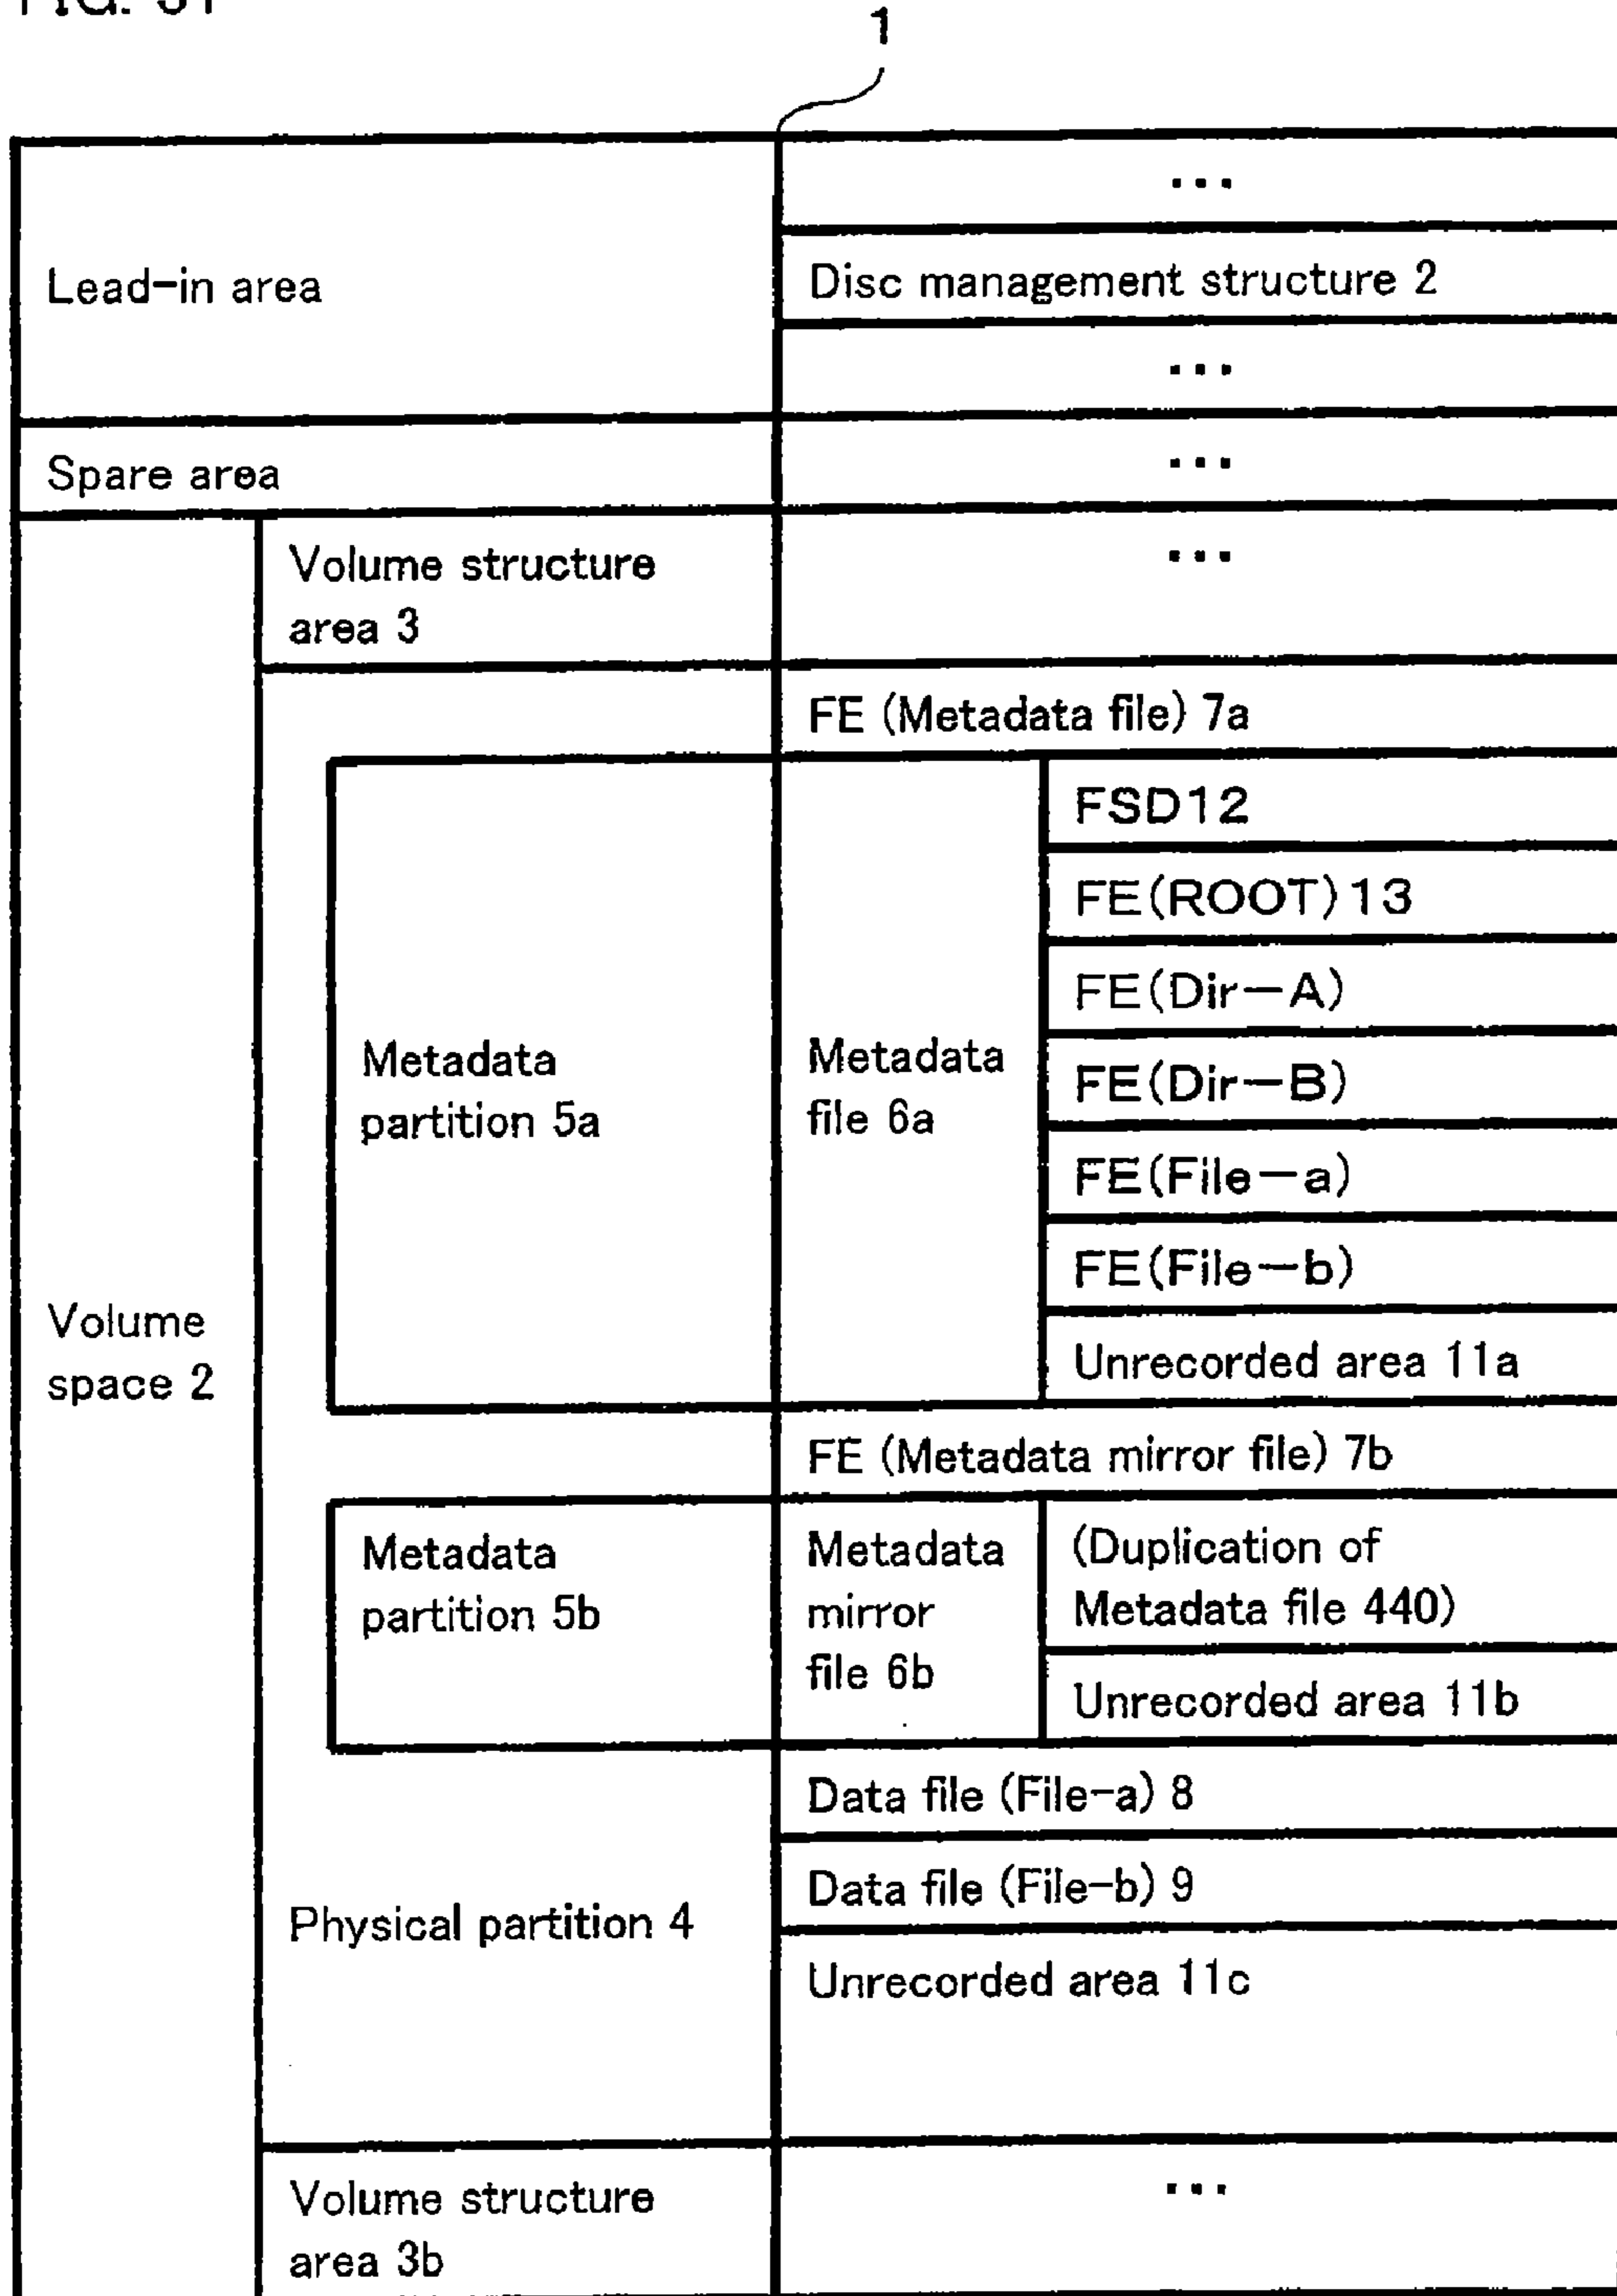 1
...
Lead-in area
Disc management structure 2
...
Spare area
...
Volume structure
area 3
...
FE (Metadata file) 7a
FSD12
FE(ROOT)13
FE(Dir—A)
Metadata
partition 5a
Metadata
file 6a
FE(Dir—B)
FE(File—a)
FE(File—b)
Volume
space 2
Unrecorded area 11a
FE (Metadata mirror file) 7b
Metadata
partition 5b
Metadata
mirror
file 6b
(Duplication of
Metadata file 440)
Unrecorded area 11b
Data file (File-a) 8
Data file (File-b) 9
Physical partition 4
Unrecorded area 11c
Volume structure
area 3b
...